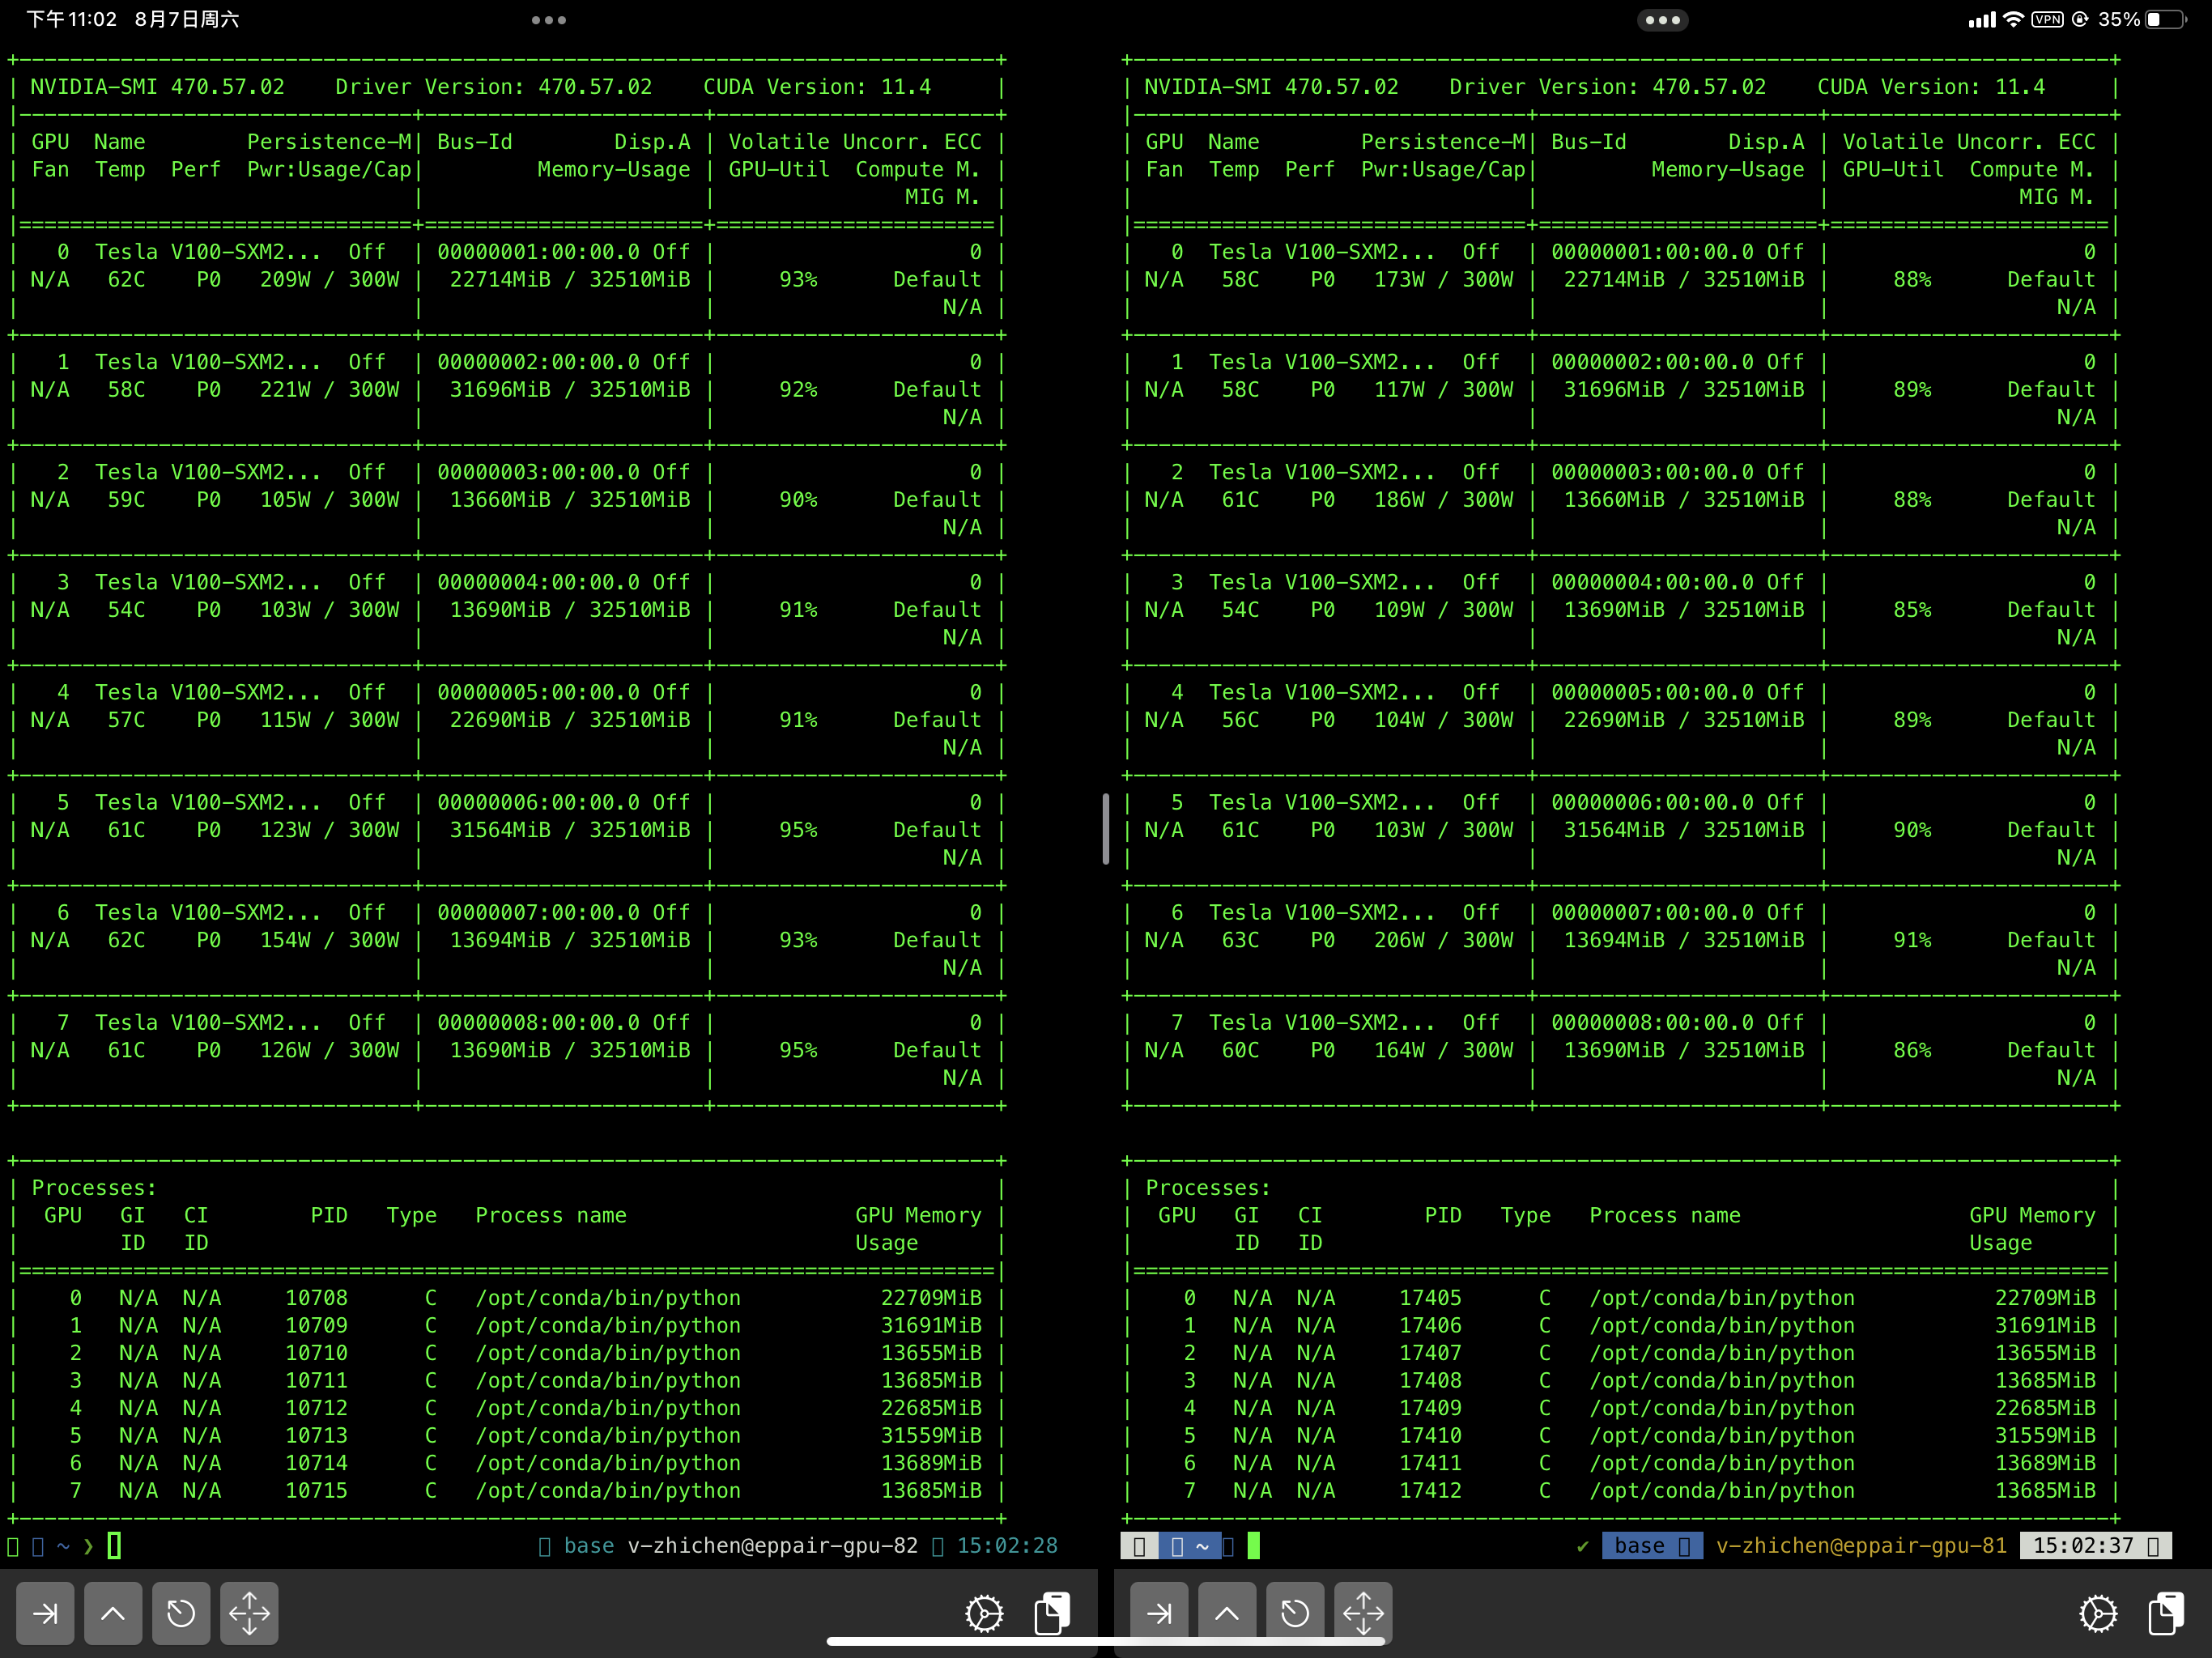 下午11:02 8月7日周六
VPN 35%
NVIDIA-SMI 470.57.02 Driver Version: 470.57.02 CUDA Version: 11.4
GPU Name Persistence-M| Bus-Id Disp.A | Volatile Uncorr. ECC
Fan Temp Perf Pwr:Usage/Cap| Memory-Usage | GPU-Util Compute M.
MIG M.
0 Tesla V100-SXM2... Off | 00000001:00:00.0 Off | 0
N/A 62C P0 209W / 300W | 22714MiB / 32510MiB | 93% Default
N/A
1 Tesla V100-SXM2... Off | 00000002:00:00.0 Off | 0
N/A 58C P0 221W / 300W | 31696MiB / 32510MiB | 92% Default
N/A
2 Tesla V100-SXM2... Off | 00000003:00:00.0 Off | 0
N/A 59C P0 105W / 300W | 13660MiB / 32510MiB | 90% Default
N/A
3 Tesla V100-SXM2... Off | 00000004:00:00.0 Off | 0
N/A 54C P0 103W / 300W | 13690MiB / 32510MiB | 91% Default
N/A
4 Tesla V100-SXM2... Off | 00000005:00:00.0 Off | 0
N/A 57C P0 115W / 300W | 22690MiB / 32510MiB | 91% Default
N/A
5 Tesla V100-SXM2... Off | 00000006:00:00.0 Off | 0
N/A 61C P0 123W / 300W | 31564MiB / 32510MiB | 95% Default
N/A
6 Tesla V100-SXM2... Off | 00000007:00:00.0 Off | 0
N/A 62C P0 154W / 300W | 13694MiB / 32510MiB | 93% Default
N/A
7 Tesla V100-SXM2... Off | 00000008:00:00.0 Off | 0
N/A 61C P0 126W / 300W | 13690MiB / 32510MiB | 95% Default
N/A
Processes:
GPU GI CI PID Type Process name GPU Memory
ID ID Usage
0 N/A N/A 10708 C /opt/conda/bin/python 22709MiB
1 N/A N/A 10709 C /opt/conda/bin/python 31691MiB
2 N/A N/A 10710 C /opt/conda/bin/python 13655MiB
3 N/A N/A 10711 C /opt/conda/bin/python 13685MiB
4 N/A N/A 10712 C /opt/conda/bin/python 22685MiB
5 N/A N/A 10713 C /opt/conda/bin/python 31559MiB
6 N/A N/A 10714 C /opt/conda/bin/python 13689MiB
7 N/A N/A 10715 C /opt/conda/bin/python 13685MiB
~ ❯ base v-zhichen@eppair-gpu-82 15:02:28
NVIDIA-SMI 470.57.02 Driver Version: 470.57.02 CUDA Version: 11.4
GPU Name Persistence-M| Bus-Id Disp.A | Volatile Uncorr. ECC
Fan Temp Perf Pwr:Usage/Cap| Memory-Usage | GPU-Util Compute M.
MIG M.
0 Tesla V100-SXM2... Off | 00000001:00:00.0 Off | 0
N/A 58C P0 173W / 300W | 22714MiB / 32510MiB | 88% Default
N/A
1 Tesla V100-SXM2... Off | 00000002:00:00.0 Off | 0
N/A 58C P0 117W / 300W | 31696MiB / 32510MiB | 89% Default
N/A
2 Tesla V100-SXM2... Off | 00000003:00:00.0 Off | 0
N/A 61C P0 186W / 300W | 13660MiB / 32510MiB | 88% Default
N/A
3 Tesla V100-SXM2... Off | 00000004:00:00.0 Off | 0
N/A 54C P0 109W / 300W | 13690MiB / 32510MiB | 85% Default
N/A
4 Tesla V100-SXM2... Off | 00000005:00:00.0 Off | 0
N/A 56C P0 104W / 300W | 22690MiB / 32510MiB | 89% Default
N/A
5 Tesla V100-SXM2... Off | 00000006:00:00.0 Off | 0
N/A 61C P0 103W / 300W | 31564MiB / 32510MiB | 90% Default
N/A
6 Tesla V100-SXM2... Off | 00000007:00:00.0 Off | 0
N/A 63C P0 206W / 300W | 13694MiB / 32510MiB | 91% Default
N/A
7 Tesla V100-SXM2... Off | 00000008:00:00.0 Off | 0
N/A 60C P0 164W / 300W | 13690MiB / 32510MiB | 86% Default
N/A
Processes:
GPU GI CI PID Type Process name GPU Memory
ID ID Usage
0 N/A N/A 17405 C /opt/conda/bin/python 22709MiB
1 N/A N/A 17406 C /opt/conda/bin/python 31691MiB
2 N/A N/A 17407 C /opt/conda/bin/python 13655MiB
3 N/A N/A 17408 C /opt/conda/bin/python 13685MiB
4 N/A N/A 17409 C /opt/conda/bin/python 22685MiB
5 N/A N/A 17410 C /opt/conda/bin/python 31559MiB
6 N/A N/A 17411 C /opt/conda/bin/python 13689MiB
7 N/A N/A 17412 C /opt/conda/bin/python 13685MiB
~ ✔ base v-zhichen@eppair-gpu-81 15:02:37